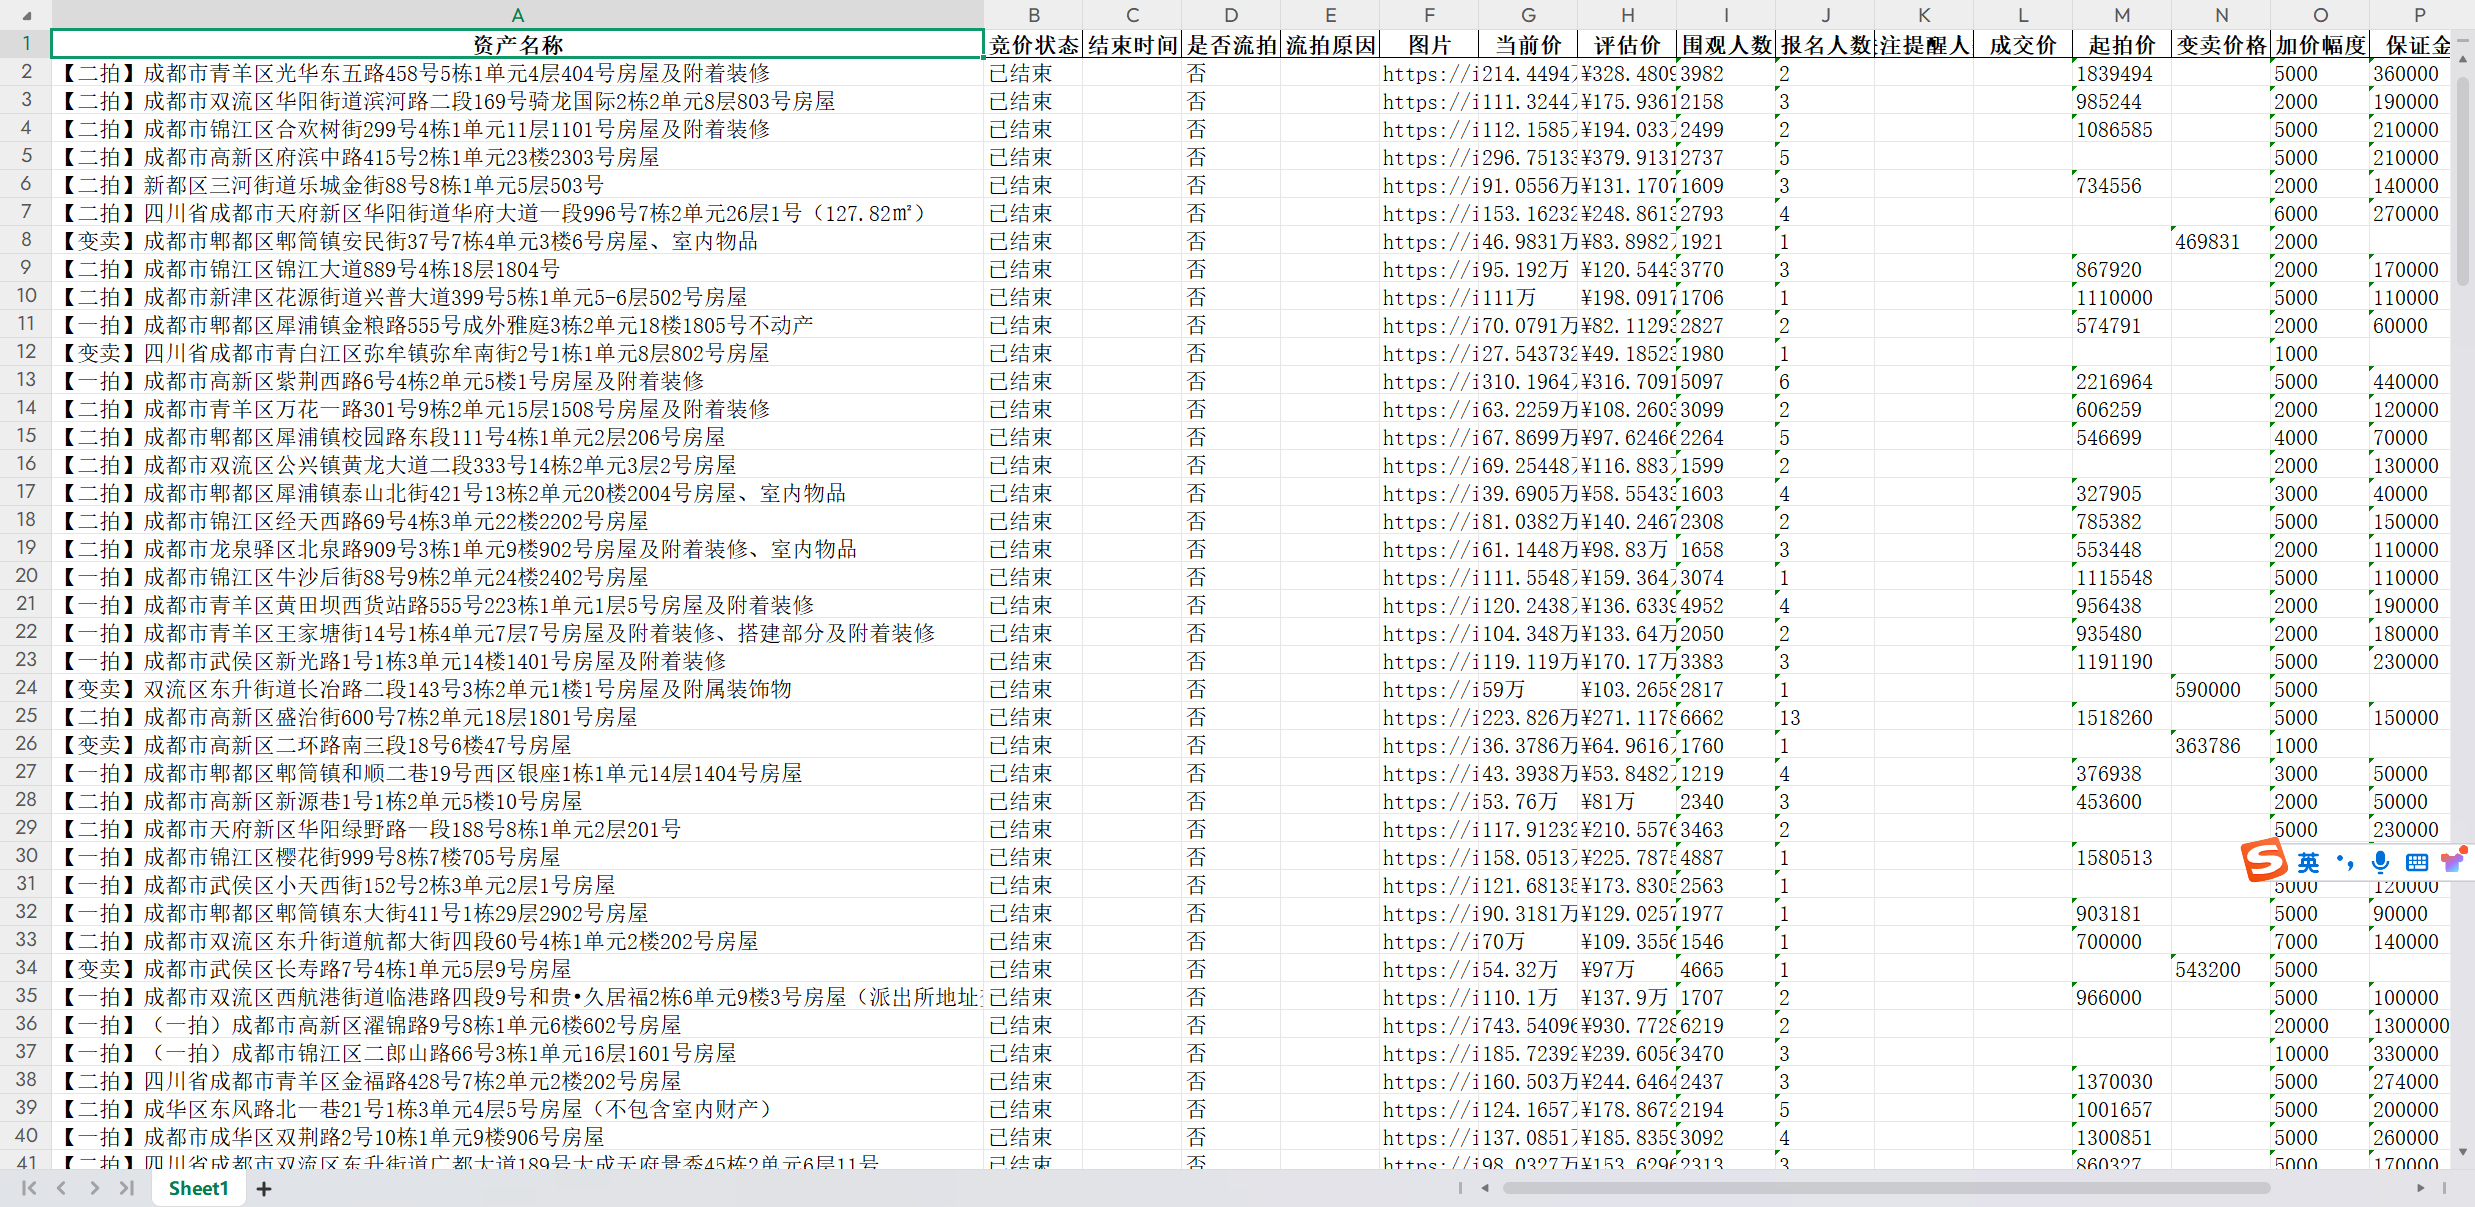 A B C D E F G H I J K L M N O P
1 资产名称 竞价状态 结束时间 是否流拍 流拍原因 图片 当前价 评估价 围观人数 报名人数 注提醒人 成交价 起拍价 变卖价格 加价幅度 保证金
2 【二拍】成都市青羊区光华东五路458号5栋1单元4层404号房屋及附着装修 已结束 否 https://i 214.4494 ¥328.4809 3982 2 1839494 5000 360000
3 【二拍】成都市双流区华阳街道滨河路二段169号骑龙国际2栋2单元8层803号房屋 已结束 否 https://i 111.3244 ¥175.9361 2158 3 985244 2000 190000
4 【二拍】成都市锦江区合欢树街299号4栋1单元11层1101号房屋及附着装修 已结束 否 https://i 112.1585 ¥194.033 2499 2 1086585 5000 210000
5 【二拍】成都市高新区府滨中路415号2栋1单元23楼2303号房屋 已结束 否 https://i 296.75133 ¥379.9131 2737 5 5000 210000
6 【二拍】新都区三河街道乐城金街88号8栋1单元5层503号 已结束 否 https://i 91.0556万 ¥131.1707 1609 3 734556 2000 140000
7 【二拍】四川省成都市天府新区华阳街道华府大道一段996号7栋2单元26层1号（127.82㎡） 已结束 否 https://i 153.16232 ¥248.8613 2793 4 6000 270000
8 【变卖】成都市郫都区郫筒镇安民街37号7栋4单元3楼6号房屋、室内物品 已结束 否 https://i 46.9831万 ¥83.8982 1921 1 469831 2000
9 【二拍】成都市锦江区锦江大道889号4栋18层1804号 已结束 否 https://i 95.192万 ¥120.5443 3770 3 867920 2000 170000
10 【二拍】成都市新津区花源街道兴普大道399号5栋1单元5-6层502号房屋 已结束 否 https://i 111万 ¥198.0917 1706 1 1110000 5000 110000
11 【一拍】成都市郫都区犀浦镇金粮路555号成外雅庭3栋2单元18楼1805号不动产 已结束 否 https://i 70.0791万 ¥82.11293 2827 2 574791 2000 60000
12 【变卖】四川省成都市青白江区弥牟镇弥牟南街2号1栋1单元8层802号房屋 已结束 否 https://i 27.543732 ¥49.18523 1980 1 1000
13 【一拍】成都市高新区紫荆西路6号4栋2单元5楼1号房屋及附着装修 已结束 否 https://i 310.1964 ¥316.7091 5097 6 2216964 5000 440000
14 【二拍】成都市青羊区万花一路301号9栋2单元15层1508号房屋及附着装修 已结束 否 https://i 63.2259万 ¥108.2603 3099 2 606259 2000 120000
15 【二拍】成都市郫都区犀浦镇校园路东段111号4栋1单元2层206号房屋 已结束 否 https://i 67.8699万 ¥97.62466 2264 5 546699 4000 70000
16 【二拍】成都市双流区公兴镇黄龙大道二段333号14栋2单元3层2号房屋 已结束 否 https://i 69.25448 ¥116.883 1599 2 2000 130000
17 【二拍】成都市郫都区犀浦镇泰山北街421号13栋2单元20楼2004号房屋、室内物品 已结束 否 https://i 39.6905万 ¥58.55433 1603 4 327905 3000 40000
18 【二拍】成都市锦江区经天西路69号4栋3单元22楼2202号房屋 已结束 否 https://i 81.0382万 ¥140.2467 2308 2 785382 5000 150000
19 【二拍】成都市龙泉驿区北泉路909号3栋1单元9楼902号房屋及附着装修、室内物品 已结束 否 https://i 61.1448万 ¥98.83万 1658 3 553448 2000 110000
20 【一拍】成都市锦江区牛沙后街88号9栋2单元24楼2402号房屋 已结束 否 https://i 111.5548 ¥159.364 3074 1 1115548 5000 110000
21 【一拍】成都市青羊区黄田坝西货站路555号223栋1单元1层5号房屋及附着装修 已结束 否 https://i 120.2438 ¥136.6339 4952 4 956438 2000 190000
22 【一拍】成都市青羊区王家塘街14号1栋4单元7层7号房屋及附着装修、搭建部分及附着装修 已结束 否 https://i 104.348万 ¥133.64万 2050 2 935480 2000 180000
23 【一拍】成都市武侯区新光路1号1栋3单元14楼1401号房屋及附着装修 已结束 否 https://i 119.119万 ¥170.17万 3383 3 1191190 5000 230000
24 【变卖】双流区东升街道长冶路二段143号3栋2单元1楼1号房屋及附属装饰物 已结束 否 https://i 59万 ¥103.2658 2817 1 590000 5000
25 【二拍】成都市高新区盛治街600号7栋2单元18层1801号房屋 已结束 否 https://i 223.826万 ¥271.1178 6662 13 1518260 5000 150000
26 【变卖】成都市高新区二环路南三段18号6楼47号房屋 已结束 否 https://i 36.3786万 ¥64.9616 1760 1 363786 1000
27 【一拍】成都市郫都区郫筒镇和顺二巷19号西区银座1栋1单元14层1404号房屋 已结束 否 https://i 43.3938万 ¥53.8482 1219 4 376938 3000 50000
28 【二拍】成都市高新区新源巷1号1栋2单元5楼10号房屋 已结束 否 https://i 53.76万 ¥81万 2340 3 453600 2000 50000
29 【二拍】成都市天府新区华阳绿野路一段188号8栋1单元2层201号 已结束 否 https://i 117.91232 ¥210.5576 3463 2 5000 230000
30 【一拍】成都市锦江区樱花街999号8栋7楼705号房屋 已结束 否 https://i 158.0513 ¥225.7875 4887 1 1580513
英
31 【一拍】成都市武侯区小天西街152号2栋3单元2层1号房屋 已结束 否 https://i 121.68135 ¥173.8305 2563 1 5000 120000
32 【一拍】成都市郫都区郫筒镇东大街411号1栋29层2902号房屋 已结束 否 https://i 90.3181万 ¥129.0257 1977 1 903181 5000 90000
33 【二拍】成都市双流区东升街道航都大街四段60号4栋1单元2楼202号房屋 已结束 否 https://i 70万 ¥109.3556 1546 1 700000 7000 140000
34 【变卖】成都市武侯区长寿路7号4栋1单元5层9号房屋 已结束 否 https://i 54.32万 ¥97万 4665 1 543200 5000
35 【一拍】成都市双流区西航港街道临港路四段9号和贵•久居福2栋6单元9楼3号房屋（派出所地址 已结束 否 https://i 110.1万 ¥137.9万 1707 2 966000 5000 100000
36 【一拍】（一拍）成都市高新区濯锦路9号8栋1单元6楼602号房屋 已结束 否 https://i 743.54096 ¥930.7728 6219 2 20000 1300000
37 【一拍】（一拍）成都市锦江区二郎山路66号3栋1单元16层1601号房屋 已结束 否 https://i 185.72392 ¥239.6056 3470 3 10000 330000
38 【二拍】四川省成都市青羊区金福路428号7栋2单元2楼202号房屋 已结束 否 https://i 160.503万 ¥244.6464 2437 3 1370030 5000 274000
39 【二拍】成华区东风路北一巷21号1栋3单元4层5号房屋（不包含室内财产） 已结束 否 https://i 124.1657 ¥178.8672 2194 5 1001657 5000 200000
40 【一拍】成都市成华区双荆路2号10栋1单元9楼906号房屋 已结束 否 https://i 137.0851 ¥185.8359 3092 4 1300851 5000 260000
41 【二拍】四川省成都市双流区东升街道广都大道189号大成天府景秀45栋2单元6层11号 已结束 否 https://i 98.0327万 ¥153.6296 2313 3 860327 5000 170000
Sheet1